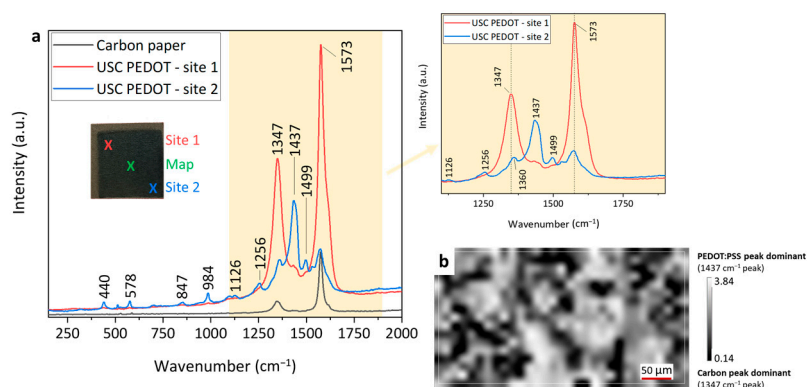 a
Intensity (a.u.)
Carbon paper
USC PEDOT - site 1
USC PEDOT - site 2
X
X
X
Site 1
Map
Site 2
440
578
847
984
1126
1256
1347
1437
1499
1573
250
500
750
1000
1250
1500
1750
2000
Wavenumber (cm⁻¹)
USC PEDOT - site 1
USC PEDOT - site 2
Intensity (a.u.)
1126
1256
1347
1360
1437
1499
1573
1250
1500
1750
Wavenumber (cm⁻¹)
b
50 µm
PEDOT:PSS peak dominant
(1437 cm⁻¹ peak)
3.84
0.14
Carbon peak dominant
(1347 cm⁻¹ peak)